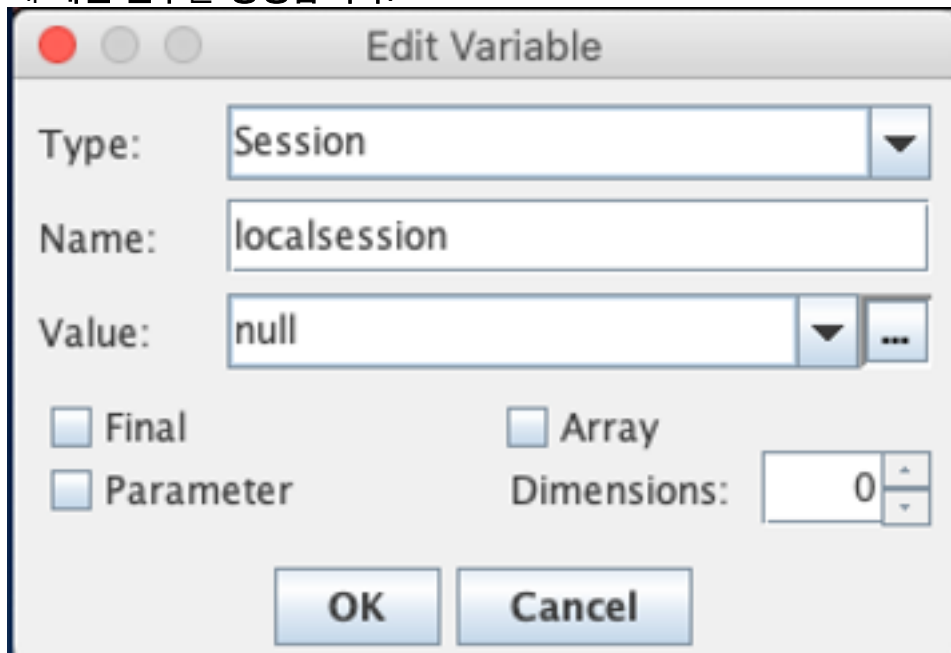 Edit Variable
Type: Session
Name: localsession
Value: null ...
Final Array
Parameter Dimensions: 0
OK Cancel